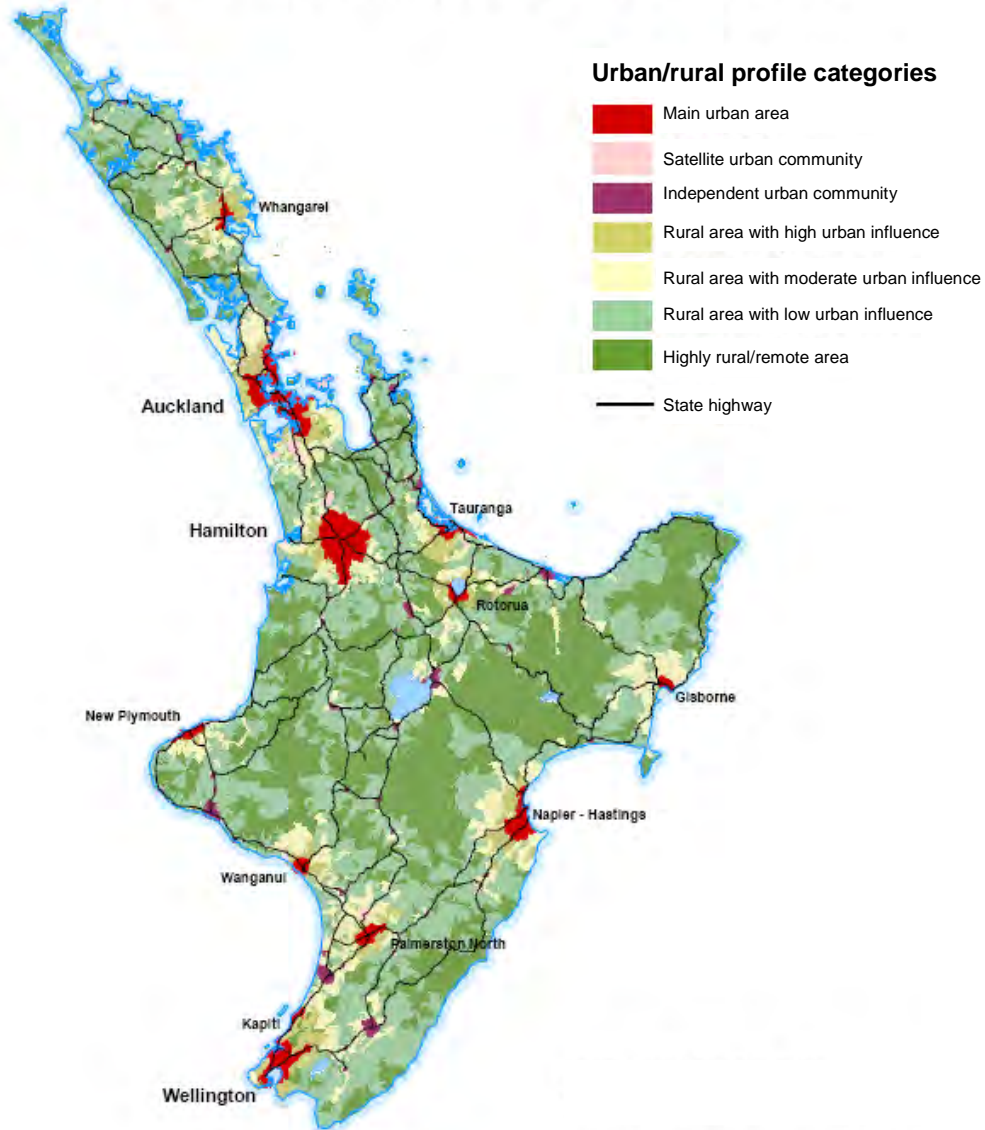 Urban/rural profile categories
Main urban area
Satellite urban community
Independent urban community
Rural area with high urban influence
Rural area with moderate urban influence
Rural area with low urban influence
Highly rural/remote area
State highway
Whangarei
Auckland
Hamilton
Tauranga
Rotorua
Gisborne
New Plymouth
Napier - Hastings
Wanganui
Palmerston North
Kapiti
Wellington